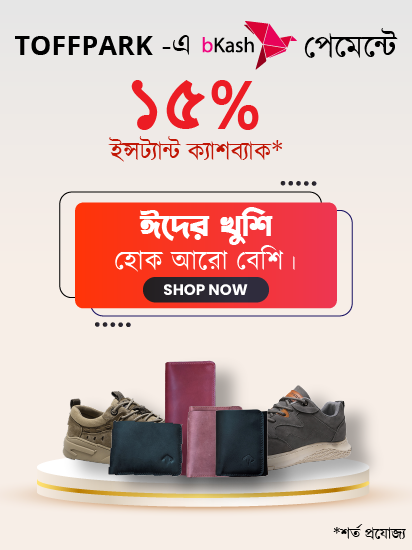 TOFFPARK -এ bKash পেমেন্টে
১৫%
ইন্সট্যান্ট ক্যাশব্যাক*
ঈদের খুশি
হোক আরো বেশি।
SHOP NOW
*শর্ত প্রযোজ্য